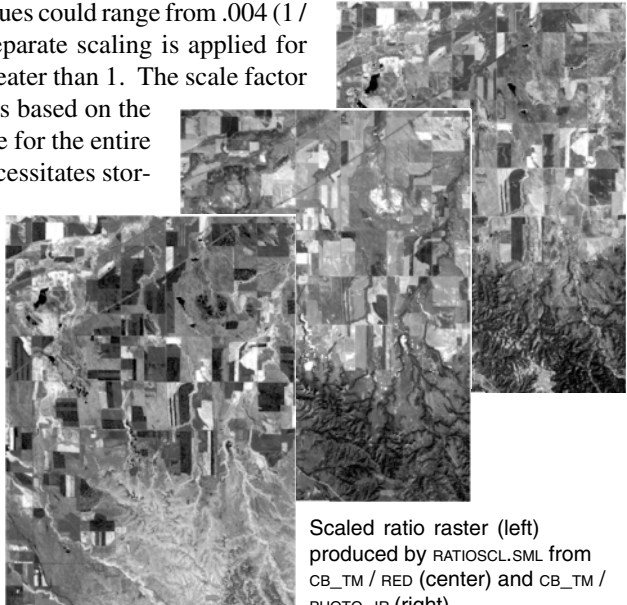 ues could range from .004 (1 /
eparate scaling is applied for
eater than 1. The scale factor
s based on the
e for the entire
cessitates stor-
Scaled ratio raster (left)
produced by RATIOSCL.SML from
CB_TM / RED (center) and CB_TM /
PHOTO_IR (right)